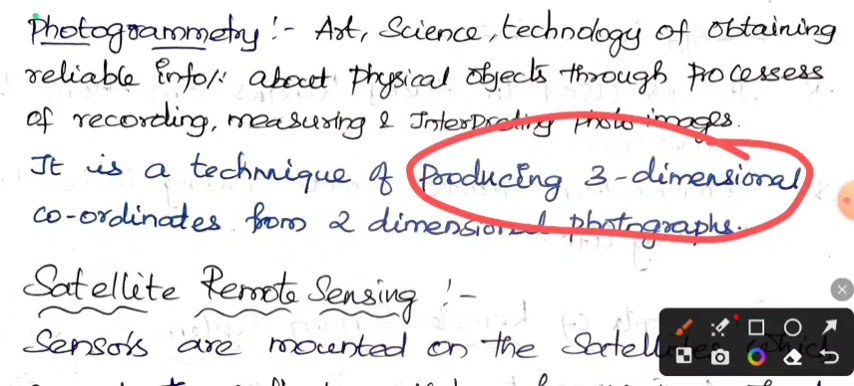 Photogrammetry :- Art, Science, technology of obtaining
reliable info/: about physical objects through processess
of recording, measuring & Interpreting photo images.
It is a technique of producing 3-dimensional
co-ordinates from 2 dimensional photographs.
Satellite Remote Sensing :-
Sensors are mounted on the Satellites which